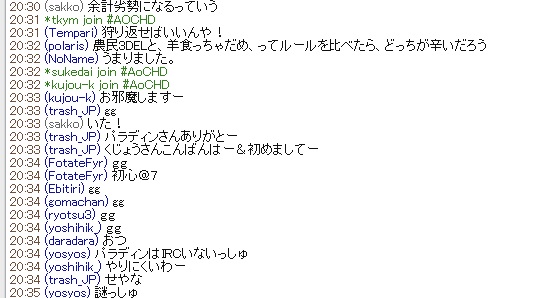 20:30 (sakko) 余計劣勢になるっていう
20:31 *tkym join #AOCHD
20:31 (Tempari) 狩り返せばいいんや！
20:32 (polaris) 農民3DELと、羊食っちゃだめ、ってルールを比べたら、どっちが辛いだろう
20:32 (NoName) うまりました。
20:32 *sukedai join #AoCHD
20:32 *kujou-k join #AoCHD
20:33 (kujou-k) お邪魔しますー
20:33 (trash_JP) gg
20:33 (sakko) いた！
20:33 (trash_JP) パラディンさんありがとー
20:33 (trash_JP) くじょうさんこんばんはー＆初めましてー
20:34 (FotateFyr) gg
20:34 (FotateFyr) 初心@7
20:34 (Ebitiri) gg
20:34 (gomachan) gg
20:34 (ryotsu3) gg
20:34 (yoshihik_) gg
20:34 (daradara) おつ
20:34 (yosyos) パラディンはIRCいないっしゅ
20:34 (yoshihik_) やりにくいわー
20:34 (trash_JP) せやな
20:35 (yosyos) 謎っしゅ